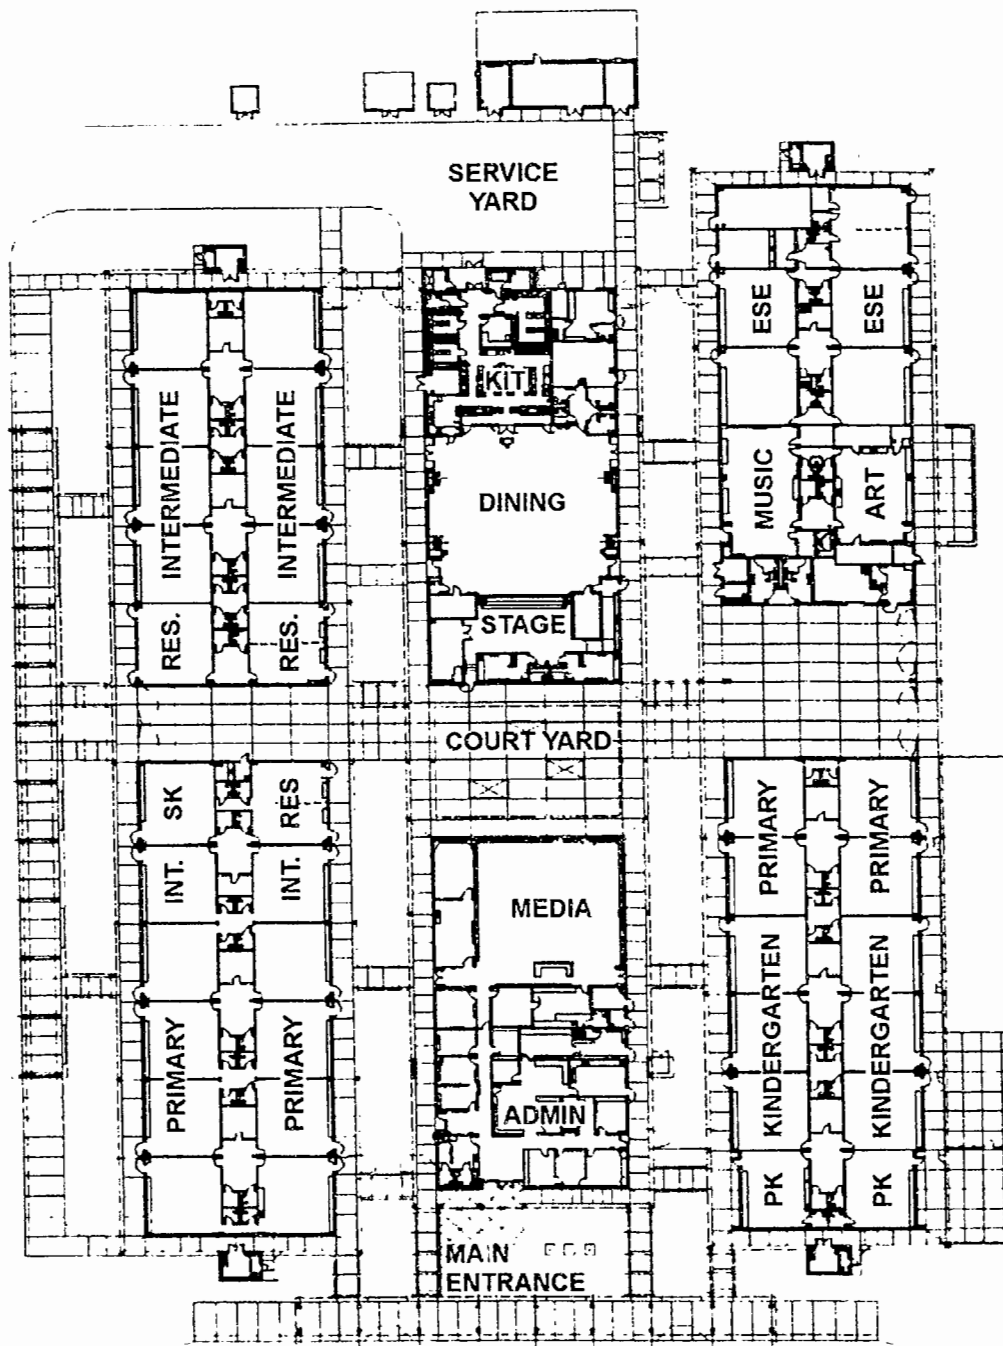 SERVICE
YARD
ESE
ESE
KIT
INTERMEDIATE
INTERMEDIATE
DINING
MUSIC
ART
RES.
RES.
STAGE
COURT YARD
SK
RES
PRIMARY
PRIMARY
INT.
INT.
MEDIA
KINDERGARTEN
KINDERGARTEN
PRIMARY
PRIMARY
ADMIN
PK
PK
MAIN
ENTRANCE